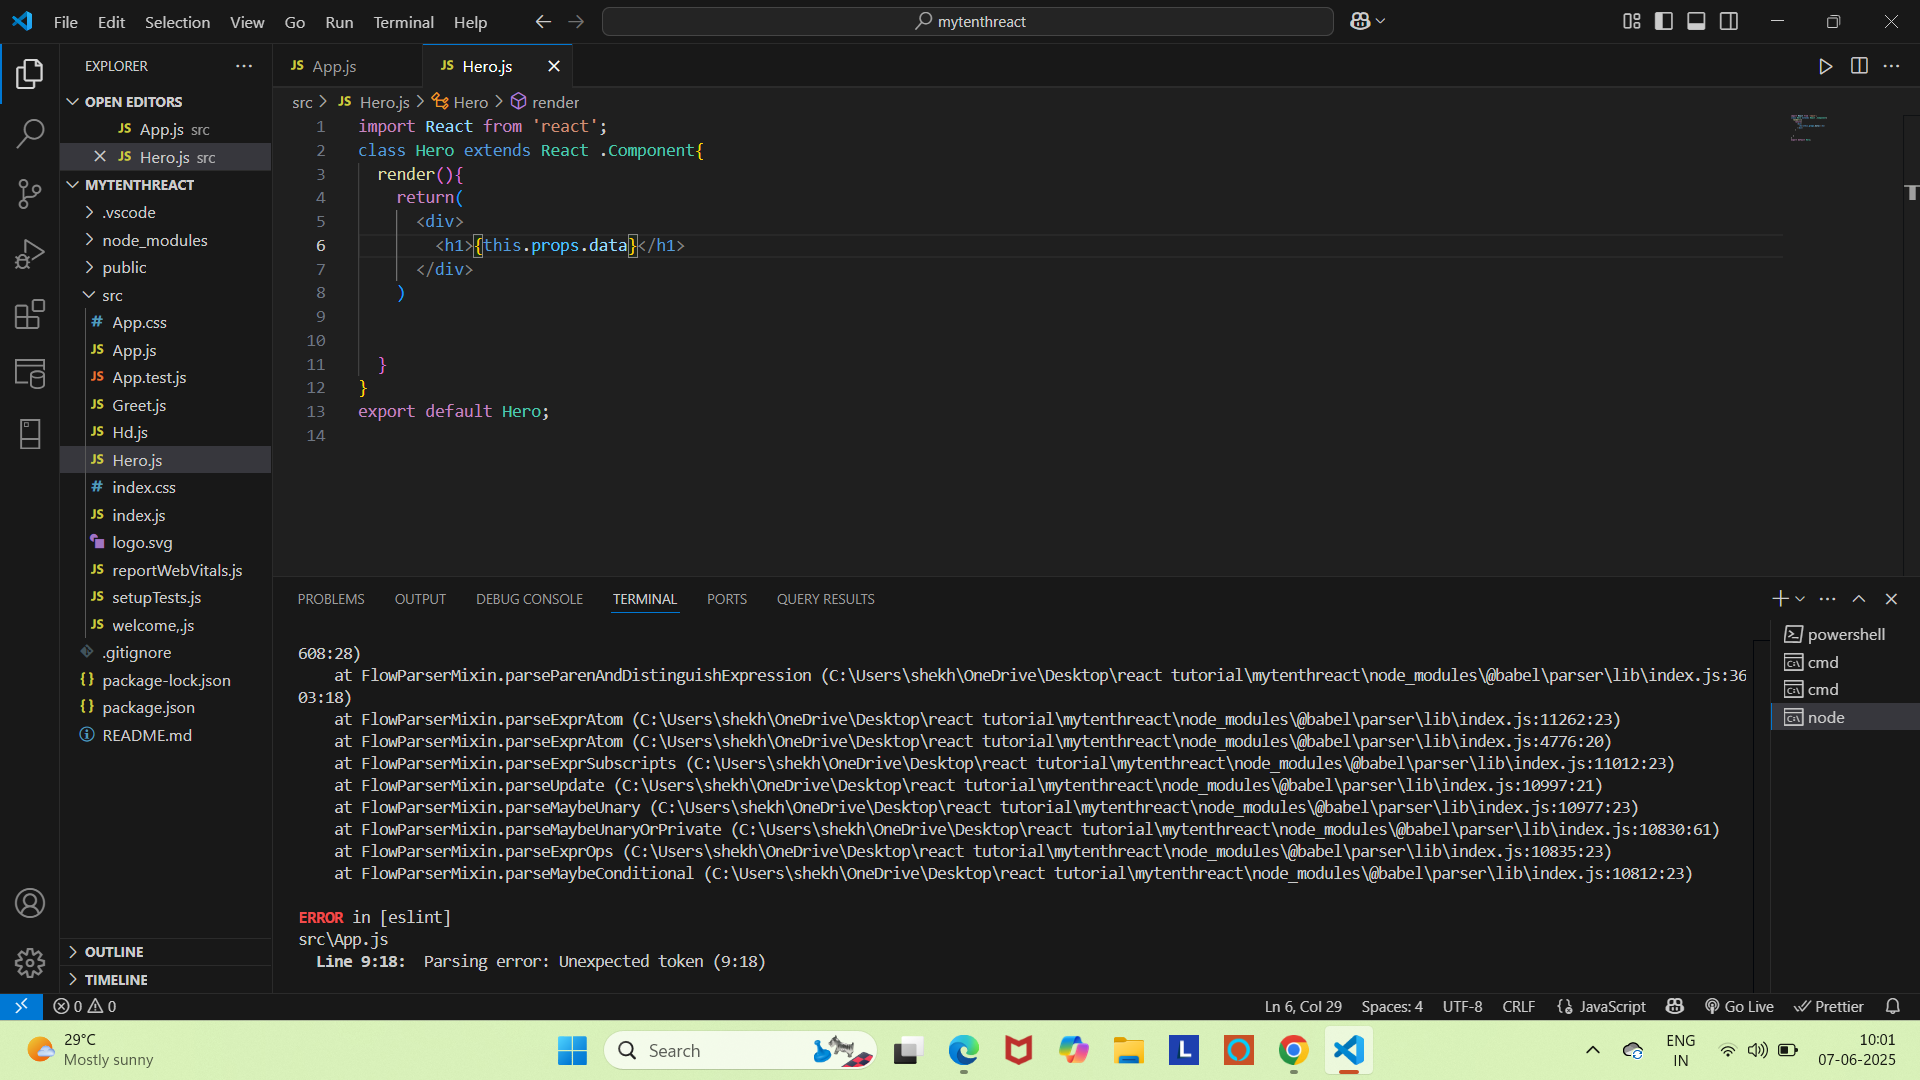 File Edit Selection View Go Run Terminal Help
mytenthreact
EXPLORER
OPEN EDITORS
JS App.js src
JS Hero.js src
MYTENTHREACT
.vscode
node_modules
public
src
# App.css
JS App.js
JS App.test.js
JS Greet.js
JS Hd.js
JS Hero.js
# index.css
JS index.js
logo.svg
JS reportWebVitals.js
JS setupTests.js
JS welcome,.js
.gitignore
{} package-lock.json
{} package.json
README.md
OUTLINE
TIMELINE
JS App.js
JS Hero.js
src > JS Hero.js > Hero > render
1 import React from 'react';
2 class Hero extends React .Component{
3 render(){
4 return(
5 <div>
6 <h1>{this.props.data}</h1>
7 </div>
8 )
9
10
11 }
12 }
13 export default Hero;
14
PROBLEMS OUTPUT DEBUG CONSOLE TERMINAL PORTS QUERY RESULTS
608:28)
at FlowParserMixin.parseParenAndDistinguishExpression (C:\Users\shekh\OneDrive\Desktop\react tutorial\mytenthreact\node_modules\@babel\parser\lib\index.js:36
03:18)
at FlowParserMixin.parseExprAtom (C:\Users\shekh\OneDrive\Desktop\react tutorial\mytenthreact\node_modules\@babel\parser\lib\index.js:11262:23)
at FlowParserMixin.parseExprAtom (C:\Users\shekh\OneDrive\Desktop\react tutorial\mytenthreact\node_modules\@babel\parser\lib\index.js:4776:20)
at FlowParserMixin.parseExprSubscripts (C:\Users\shekh\OneDrive\Desktop\react tutorial\mytenthreact\node_modules\@babel\parser\lib\index.js:11012:23)
at FlowParserMixin.parseUpdate (C:\Users\shekh\OneDrive\Desktop\react tutorial\mytenthreact\node_modules\@babel\parser\lib\index.js:10997:21)
at FlowParserMixin.parseMaybeUnary (C:\Users\shekh\OneDrive\Desktop\react tutorial\mytenthreact\node_modules\@babel\parser\lib\index.js:10977:23)
at FlowParserMixin.parseMaybeUnaryOrPrivate (C:\Users\shekh\OneDrive\Desktop\react tutorial\mytenthreact\node_modules\@babel\parser\lib\index.js:10830:61)
at FlowParserMixin.parseExprOps (C:\Users\shekh\OneDrive\Desktop\react tutorial\mytenthreact\node_modules\@babel\parser\lib\index.js:10835:23)
at FlowParserMixin.parseMaybeConditional (C:\Users\shekh\OneDrive\Desktop\react tutorial\mytenthreact\node_modules\@babel\parser\lib\index.js:10812:23)
ERROR in [eslint]
src\App.js
Line 9:18: Parsing error: Unexpected token (9:18)
powershell
cmd
cmd
node
0 0
Ln 6, Col 29 Spaces: 4 UTF-8 CRLF {} JavaScript Go Live Prettier
29°C
Mostly sunny
Search
L
ENG
IN
10:01
07-06-2025